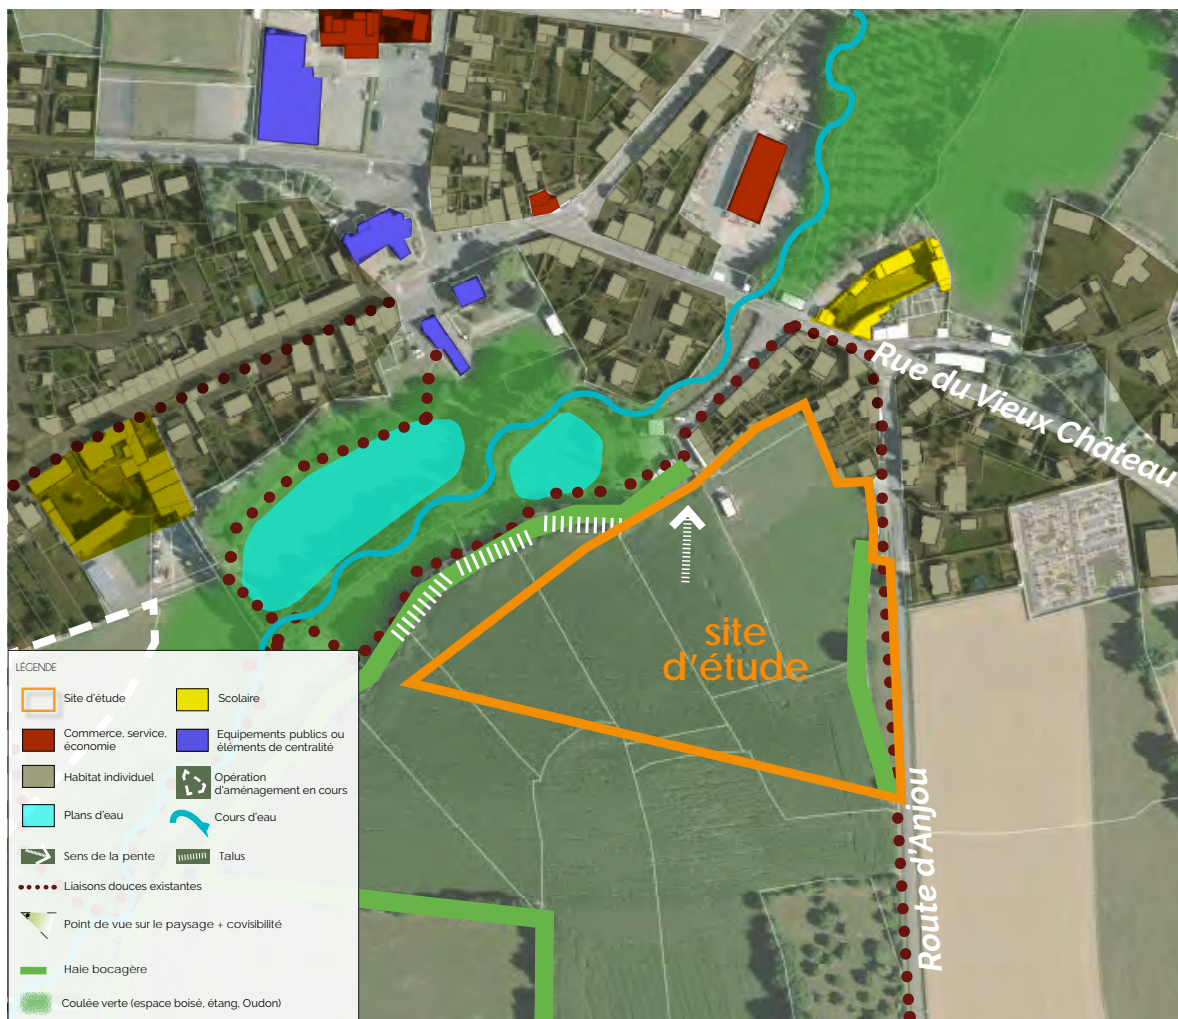 Rue du Vieux Château
site
d'étude
Route d'Anjou
LÉGENDE
Site d'étude
Scolaire
Commerce, service,
économie
Equipements publics ou
éléments de centralité
Habitat individuel
Opération
d'aménagement en cours
Plans d'eau
Cours d'eau
Sens de la pente
Talus
Liaisons douces existantes
Point de vue sur le paysage + covisibilité
Haie bocagère
Coulée verte (espace boisé, étang, Oudon)